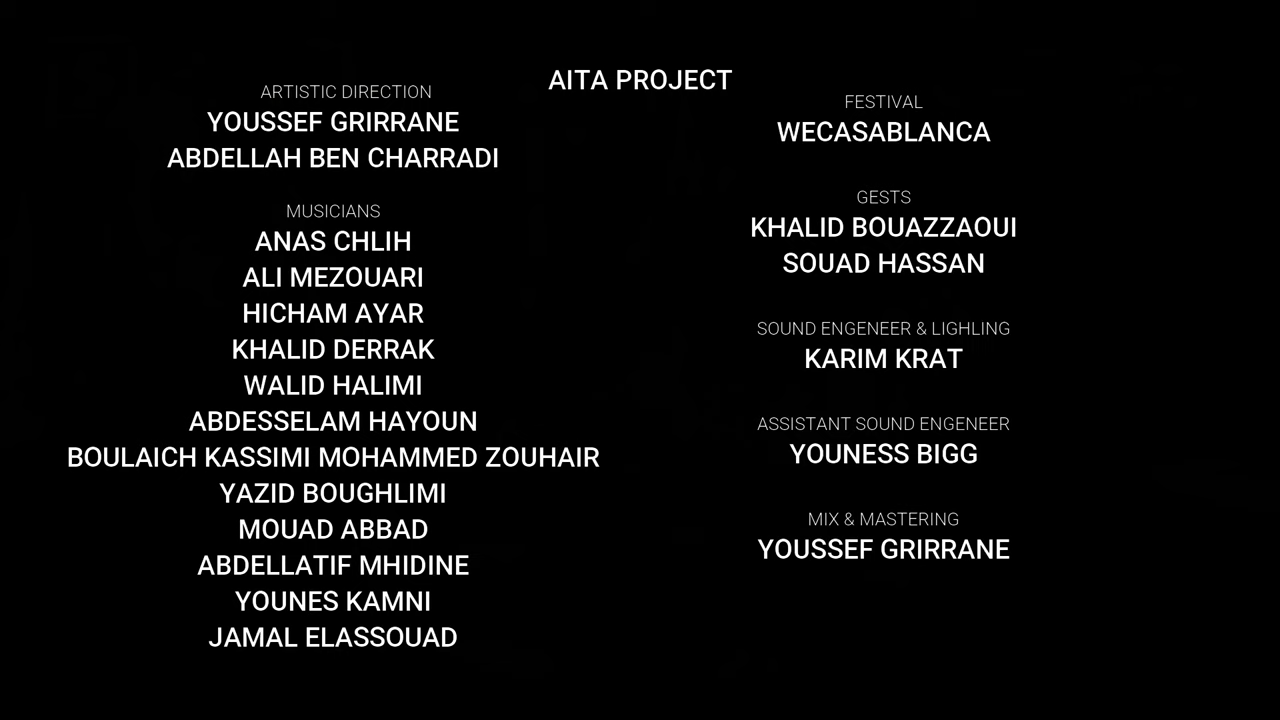 AITA PROJECT
ARTISTIC DIRECTION
YOUSSEF GRIRRANE
ABDELLAH BEN CHARRADI
MUSICIANS
ANAS CHLIH
ALI MEZOUARI
HICHAM AYAR
KHALID DERRAK
WALID HALIMI
ABDESSELAM HAYOUN
BOULAICH KASSIMI MOHAMMED ZOUHAIR
YAZID BOUGHLIMI
MOUAD ABBAD
ABDELLATIF MHIDINE
YOUNES KAMNI
JAMAL ELASSOUAD
FESTIVAL
WECASABLANCA
GESTS
KHALID BOUAZZAOUI
SOUAD HASSAN
SOUND ENGENEER & LIGHLING
KARIM KRAT
ASSISTANT SOUND ENGENEER
YOUNESS BIGG
MIX & MASTERING
YOUSSEF GRIRRANE